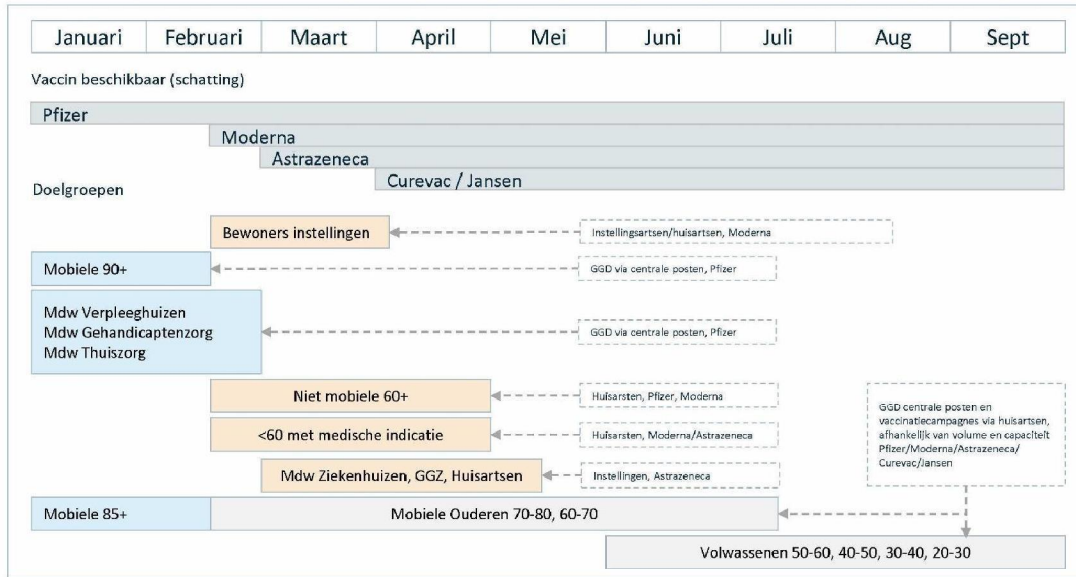 Januari Februari Maart April Mei Juni Juli Aug Sept
Vaccin beschikbaar (schatting)
Pfizer
Moderna
Astrazeneca
Curevac / Jansen
Doelgroepen
Bewoners instellingen
Instellingsartsen/huisartsen, Moderna
Mobiele 90+
GGD via centrale posten, Pfizer
Mdw Verpleeghuizen
Mdw Gehandicaptenzorg
Mdw Thuiszorg
GGD via centrale posten, Pfizer
Niet mobiele 60+
Huisarsten, Pfizer, Moderna
<60 met medische indicatie
Huisarsten, Moderna/Astrazeneca
GGD centrale posten en
vaccinatiecampagnes via huisartsen,
afhankelijk van volume en capaciteit
Pfizer/Moderna/Astrazeneca/
Curevac/Jansen
Mdw Ziekenhuizen, GGZ, Huisartsen
Instellingen, Astrazeneca
Mobiele 85+
Mobiele Ouderen 70-80, 60-70
Volwassenen 50-60, 40-50, 30-40, 20-30